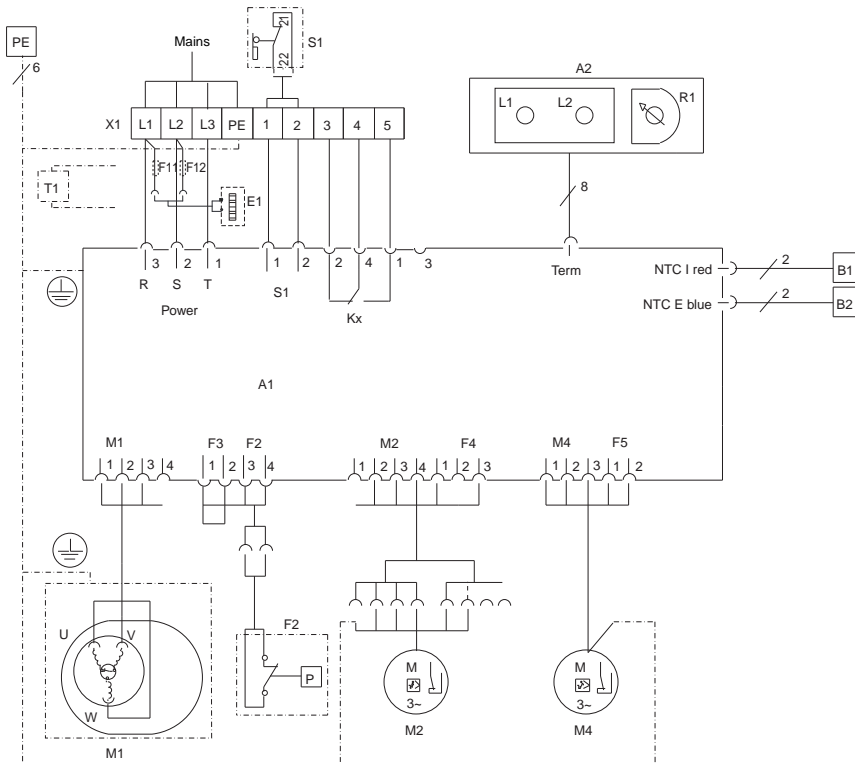 PE
6
Mains
21
22
S1
X1 L1 L2 L3 PE 1 2 3 4 5
F11 F12
T1
E1
A2
L1 L2 R1
8
3 2 1 1 2 2 4 1 3
R S T S1 Term
Power Kx
NTC I red 2 B1
NTC E blue 2 B2
A1
M1 F3 F2 M2 F4 M4 F5
1 2 3 4 1 2 3 4 1 2 3 4 1 2 3 1 2 3 1 2
U V
W
M1
F2
P
M
3~
M2
M
3~
M4